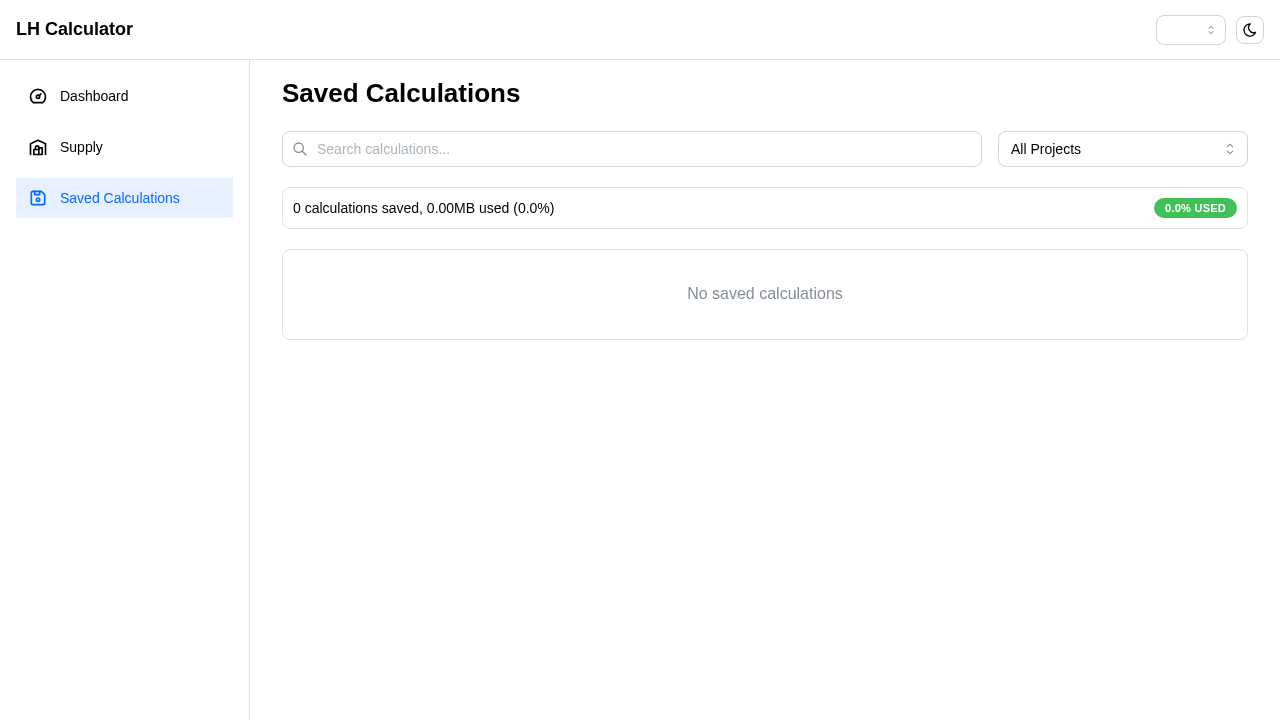 LH Calculator
Dashboard
Supply
Saved Calculations
Saved Calculations
Search calculations...
All Projects
0 calculations saved, 0.00MB used (0.0%)
0.0% USED
No saved calculations